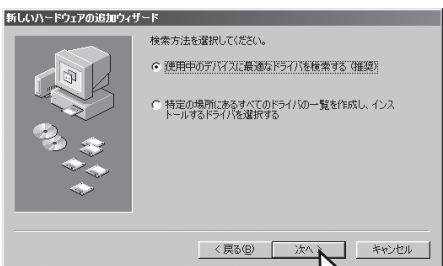 新しいハードウェアの追加ウィザード
検索方法を選択してください。
使用中のデバイスに最適なドライバを検索する (推奨)
特定の場所にあるすべてのドライバの一覧を作成し、インス
トールするドライバを選択する
< 戻る(B) 次へ > キャンセル